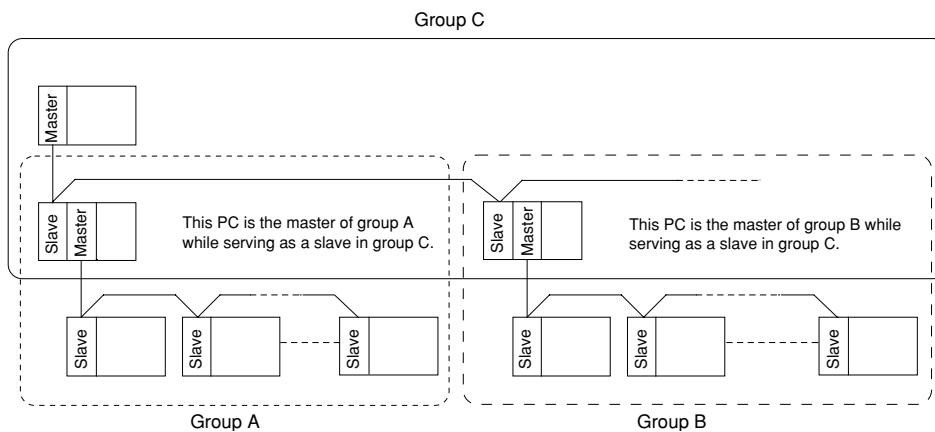 Group C
Master
Slave
Master
This PC is the master of group A
while serving as a slave in group C.
Slave
Master
This PC is the master of group B while
serving as a slave in group C.
Slave
Slave
Slave
Slave
Slave
Slave
Group A
Group B